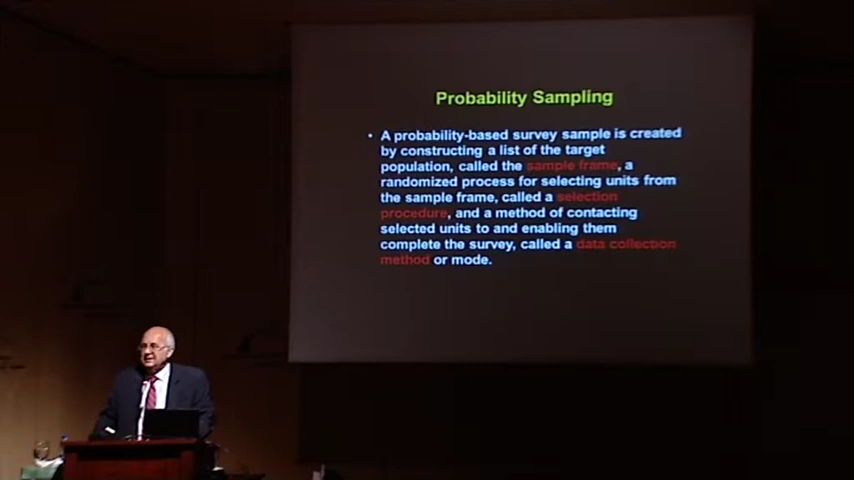 Probability Sampling
• A probability-based survey sample is created
by constructing a list of the target
population, called the sample frame, a
randomized process for selecting units from
the sample frame, called a selection
procedure, and a method of contacting
selected units to and enabling them
complete the survey, called a data collection
method or mode.